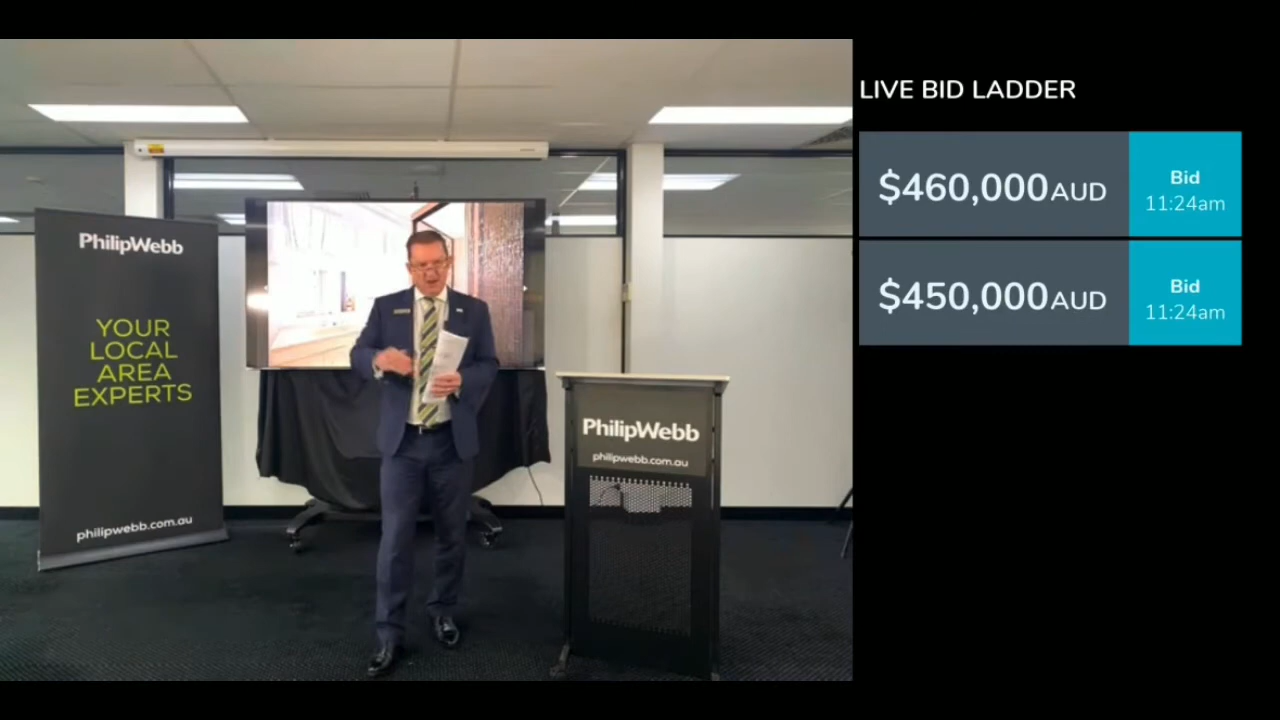 PhilipWebb
YOUR
LOCAL
AREA
EXPERTS
philipwebb.com.au
PhilipWebb
philipwebb.com.au
LIVE BID LADDER
$460,000AUD
Bid
11:24am
$450,000AUD
Bid
11:24am